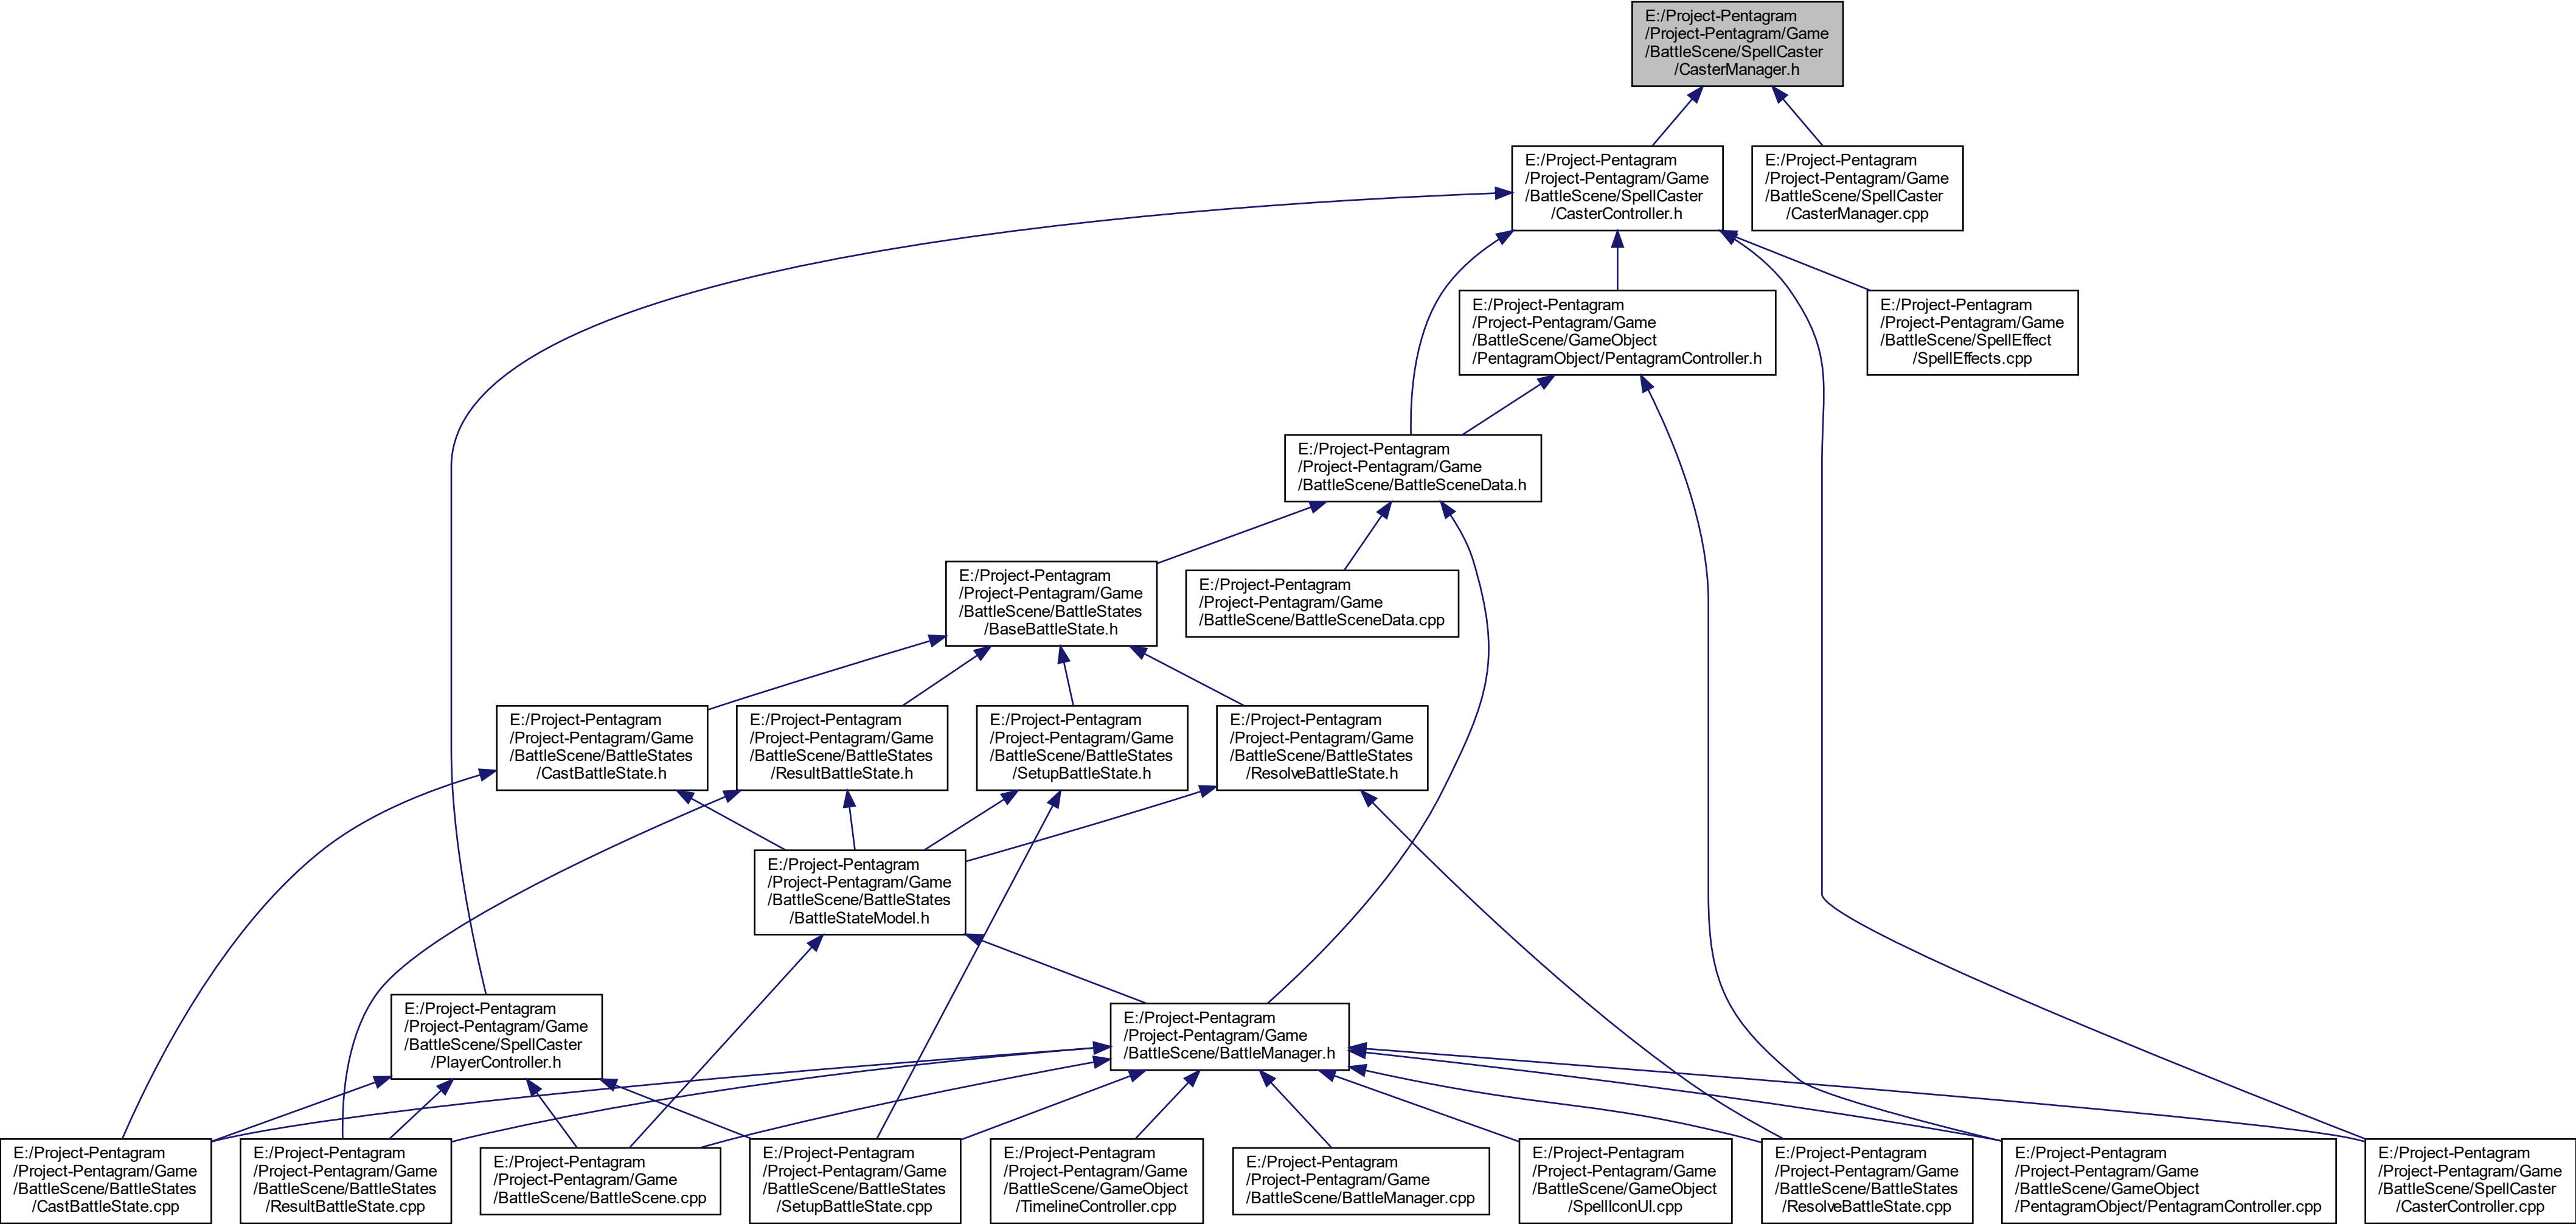 E:/Project-Pentagram
/Project-Pentagram/Game
/BattleScene/SpellCaster
/CasterManager.h
E:/Project-Pentagram
/Project-Pentagram/Game
/BattleScene/SpellCaster
/CasterController.h
E:/Project-Pentagram
/Project-Pentagram/Game
/BattleScene/SpellCaster
/CasterManager.cpp
E:/Project-Pentagram
/Project-Pentagram/Game
/BattleScene/GameObject
/PentagramObject/PentagramController.h
E:/Project-Pentagram
/Project-Pentagram/Game
/BattleScene/SpellEffect
/SpellEffects.cpp
E:/Project-Pentagram
/Project-Pentagram/Game
/BattleScene/BattleSceneData.h
E:/Project-Pentagram
/Project-Pentagram/Game
/BattleScene/BattleStates
/BaseBattleState.h
E:/Project-Pentagram
/Project-Pentagram/Game
/BattleScene/BattleSceneData.cpp
E:/Project-Pentagram
/Project-Pentagram/Game
/BattleScene/BattleStates
/CastBattleState.h
E:/Project-Pentagram
/Project-Pentagram/Game
/BattleScene/BattleStates
/ResultBattleState.h
E:/Project-Pentagram
/Project-Pentagram/Game
/BattleScene/BattleStates
/SetupBattleState.h
E:/Project-Pentagram
/Project-Pentagram/Game
/BattleScene/BattleStates
/ResolveBattleState.h
E:/Project-Pentagram
/Project-Pentagram/Game
/BattleScene/BattleStates
/BattleStateModel.h
E:/Project-Pentagram
/Project-Pentagram/Game
/BattleScene/SpellCaster
/PlayerController.h
E:/Project-Pentagram
/Project-Pentagram/Game
/BattleScene/BattleManager.h
E:/Project-Pentagram
/Project-Pentagram/Game
/BattleScene/BattleStates
/CastBattleState.cpp
E:/Project-Pentagram
/Project-Pentagram/Game
/BattleScene/BattleStates
/ResultBattleState.cpp
E:/Project-Pentagram
/Project-Pentagram/Game
/BattleScene/BattleScene.cpp
E:/Project-Pentagram
/Project-Pentagram/Game
/BattleScene/BattleStates
/SetupBattleState.cpp
E:/Project-Pentagram
/Project-Pentagram/Game
/BattleScene/GameObject
/TimelineController.cpp
E:/Project-Pentagram
/Project-Pentagram/Game
/BattleScene/BattleManager.cpp
E:/Project-Pentagram
/Project-Pentagram/Game
/BattleScene/GameObject
/SpellIconUI.cpp
E:/Project-Pentagram
/Project-Pentagram/Game
/BattleScene/BattleStates
/ResolveBattleState.cpp
E:/Project-Pentagram
/Project-Pentagram/Game
/BattleScene/GameObject
/PentagramObject/PentagramController.cpp
E:/Project-Pentagram
/Project-Pentagram/Game
/BattleScene/SpellCaster
/CasterController.cpp